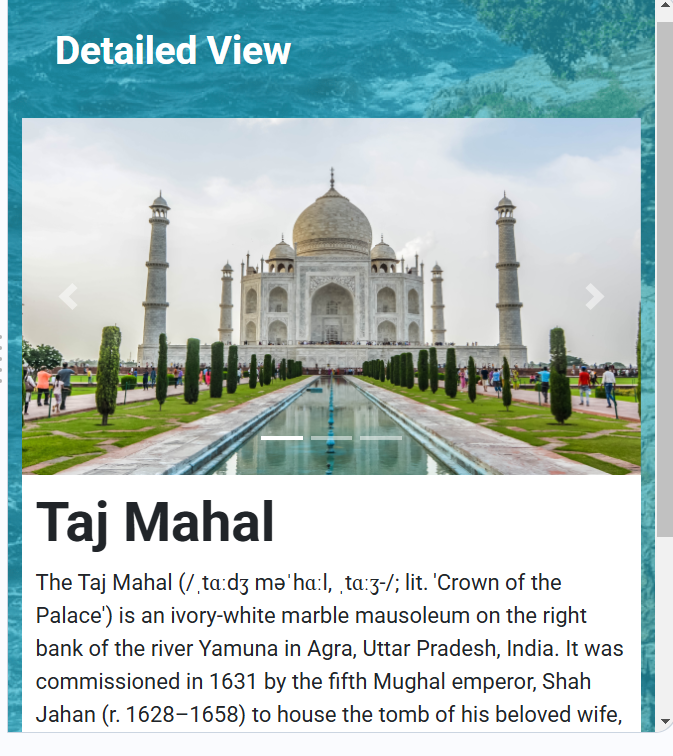 Detailed View
Taj Mahal
The Taj Mahal (/ˌtɑːdʒ məˈhɑːl, ˌtɑːʒ-/; lit. 'Crown of the
Palace') is an ivory-white marble mausoleum on the right
bank of the river Yamuna in Agra, Uttar Pradesh, India. It was
commissioned in 1631 by the fifth Mughal emperor, Shah
Jahan (r. 1628–1658) to house the tomb of his beloved wife,